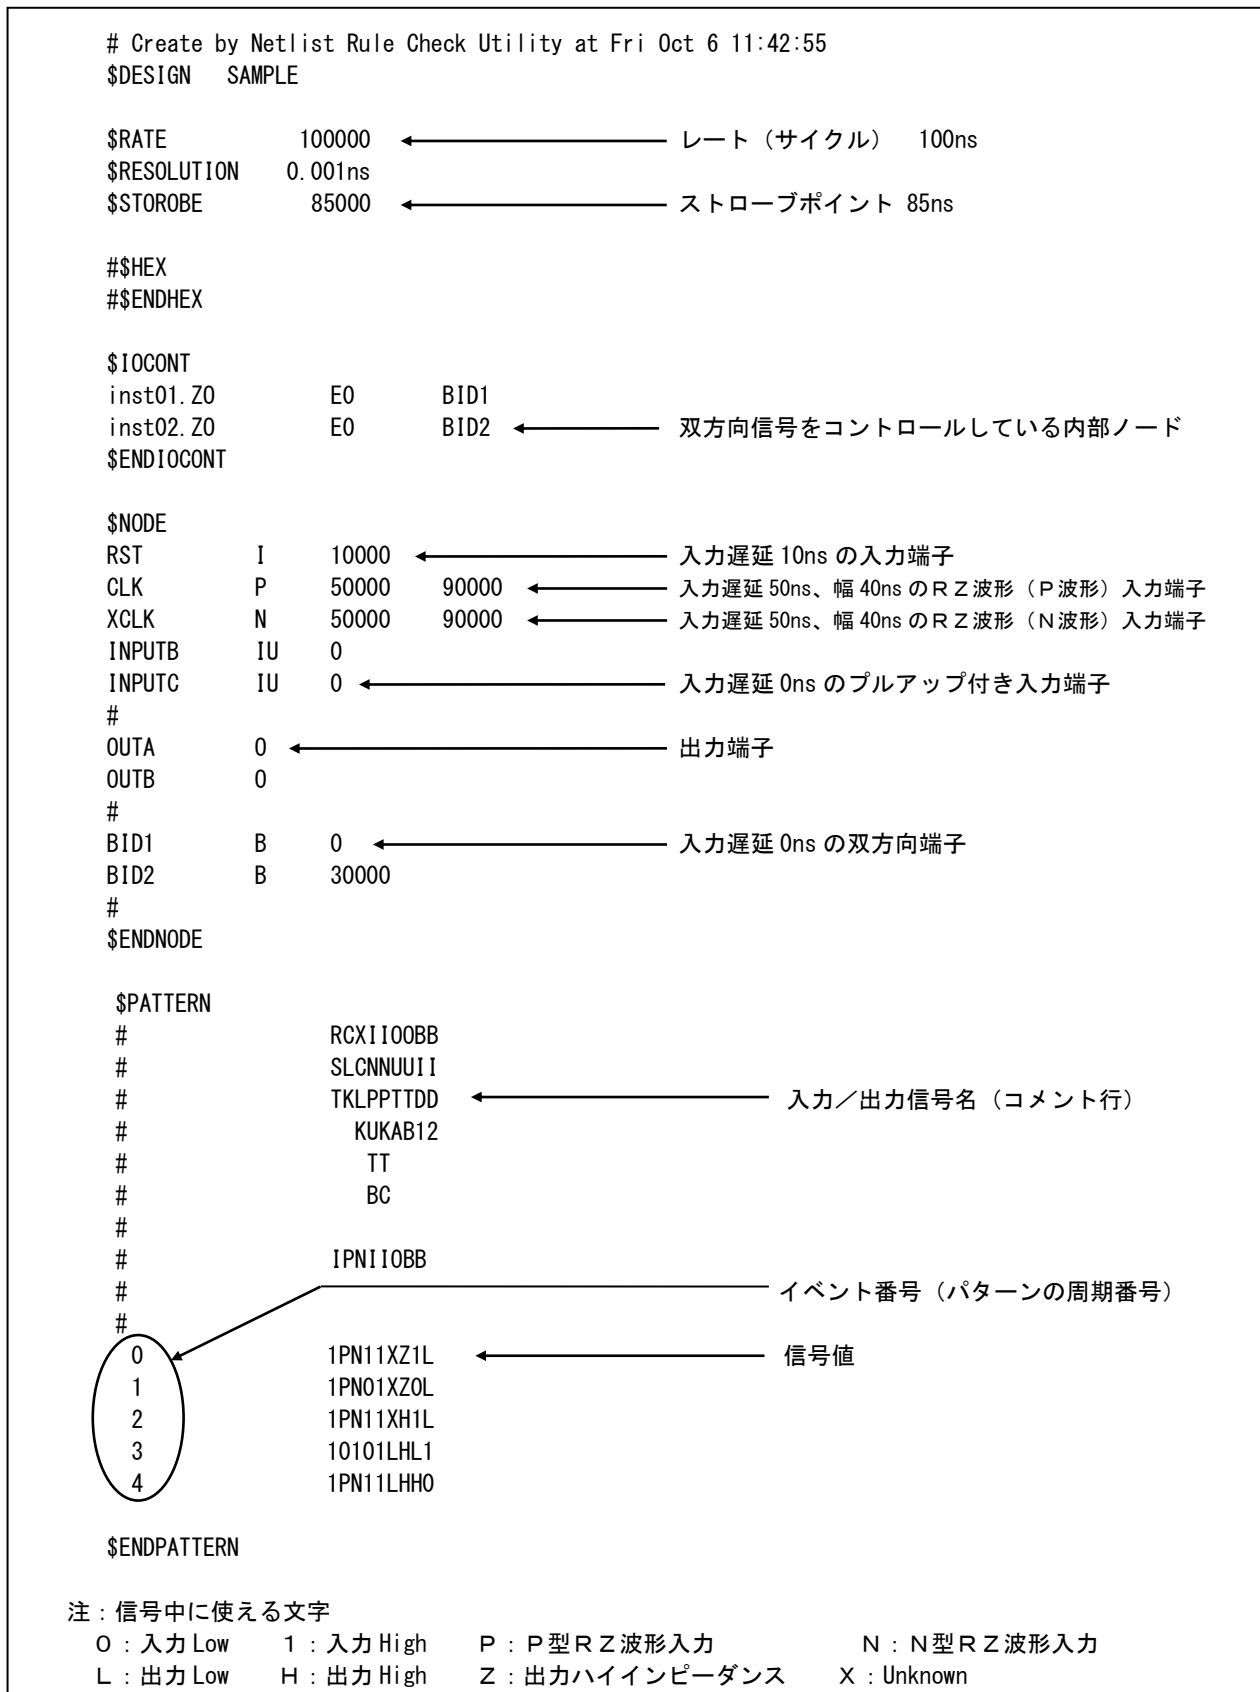 # Create by Netlist Rule Check Utility at Fri Oct 6 11:42:55
$DESIGN SAMPLE
$RATE 100000 レート（サイクル） 100ns
$RESOLUTION 0.001ns
$STOROBE 85000 ストローブポイント 85ns
#$HEX
#$ENDHEX
$IOCONT
inst01.Z0 E0 BID1
inst02.Z0 E0 BID2 双方向信号をコントロールしている内部ノード
$ENDIOCONT
$NODE
RST I 10000 入力遅延 10ns の入力端子
CLK P 50000 90000 入力遅延 50ns、幅 40ns のＲＺ波形（Ｐ波形）入力端子
XCLK N 50000 90000 入力遅延 50ns、幅 40ns のＲＺ波形（Ｎ波形）入力端子
INPUTB IU 0
INPUTC IU 0 入力遅延 0ns のプルアップ付き入力端子
#
OUTA O 出力端子
OUTB O
#
BID1 B 0 入力遅延 0ns の双方向端子
BID2 B 30000
#
$ENDNODE
$PATTERN
# RCXIIOOBB
# SLCNNUUII
# TKLPPTTDD 入力／出力信号名（コメント行）
# KUKAB12
# TT
# BC
#
# IPNIIOBB
# イベント番号（パターンの周期番号）
#
0 1PN11XZ1L 信号値
1 1PN01XZ0L
2 1PN11XH1L
3 10101LHL1
4 1PN11LHH0
$ENDPATTERN
注：信号中に使える文字
０：入力 Low １：入力 High Ｐ：Ｐ型ＲＺ波形入力 Ｎ：Ｎ型ＲＺ波形入力
Ｌ：出力 Low Ｈ：出力 High Ｚ：出力ハイインピーダンス Ｘ：Unknown